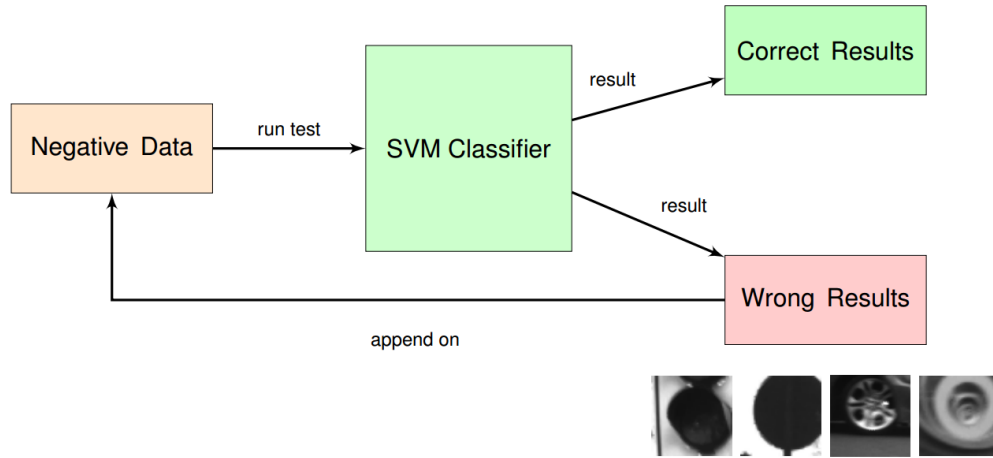 Correct Results
result
run test
Negative Data
SVM Classifier
result
Wrong Results
append on